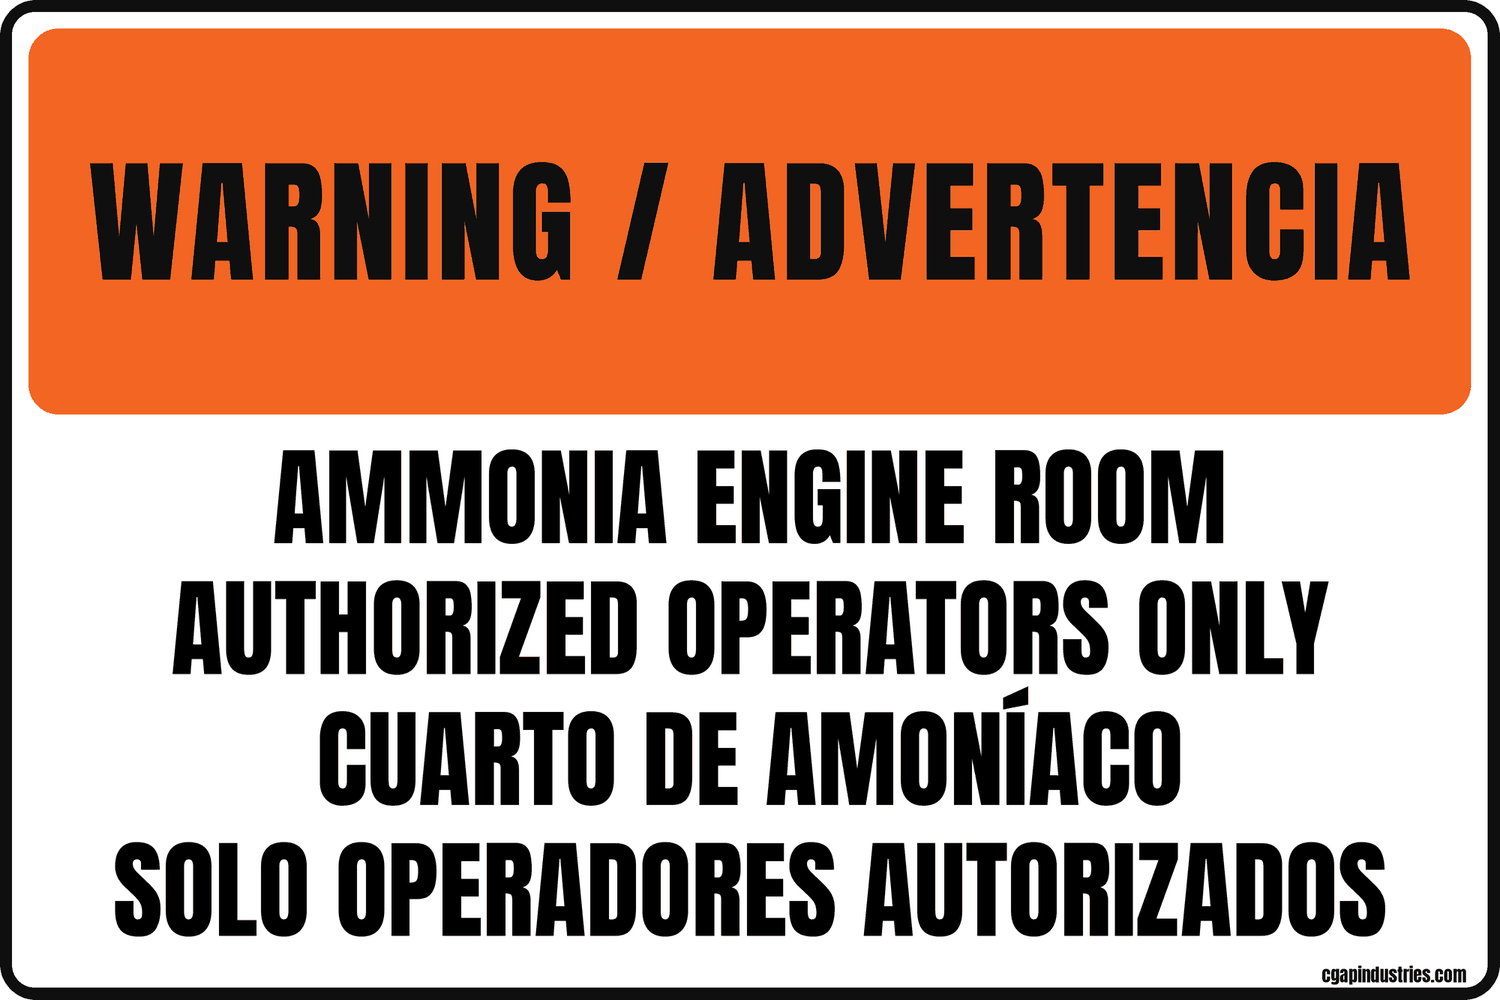 WARNING / ADVERTENCIA
AMMONIA ENGINE ROOM
AUTHORIZED OPERATORS ONLY
CUARTO DE AMONÍACO
SOLO OPERADORES AUTORIZADOS
cgapindustries.com